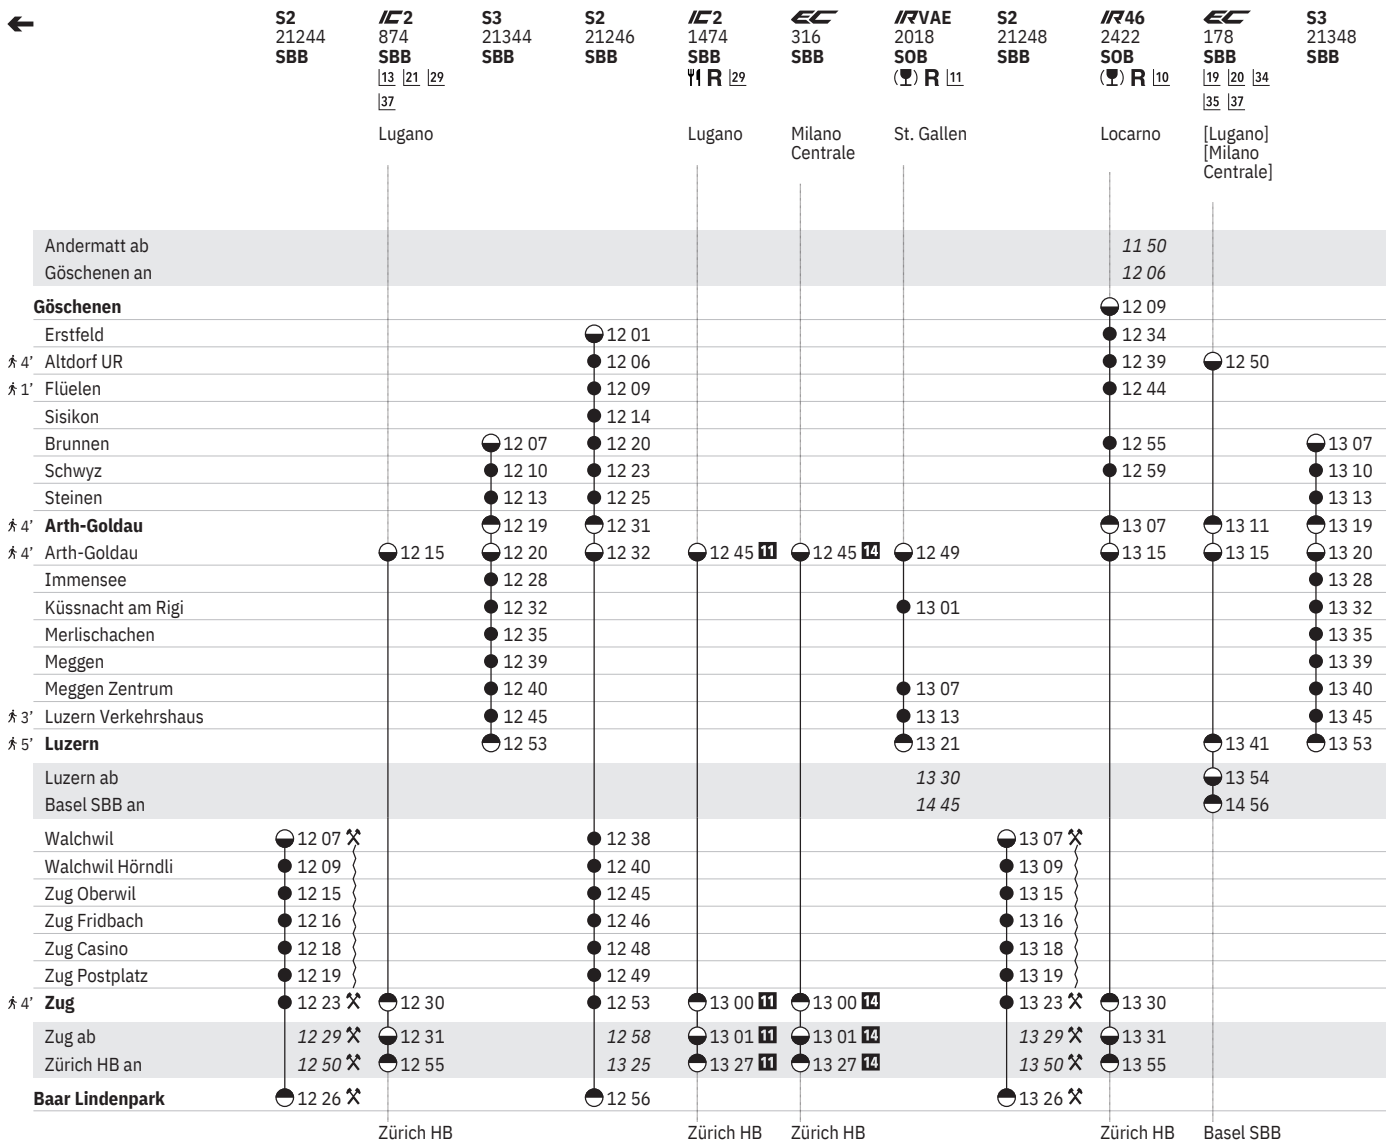 S2 IC2 S3 S2 IC2 EC IRVAE S2 IR46 EC S3
21244 874 21344 21246 1474 316 2018 21248 2422 178 21348
SBB SBB SBB SBB SBB SBB SOB SBB SOB SBB SBB
13 21 29 R 29 R 11 R 10 19 20 34
37 35 37
Lugano Lugano Milano St. Gallen Locarno [Lugano]
Centrale [Milano
Centrale]
Andermatt ab 11 50
Göschenen an 12 06
Göschenen 12 09
Erstfeld 12 01 12 34
4’ Altdorf UR 12 06 12 39 12 50
1’ Flüelen 12 09 12 44
Sisikon 12 14
Brunnen 12 07 12 20 12 55 13 07
Schwyz 12 10 12 23 12 59 13 10
Steinen 12 13 12 25 13 13
4’ Arth-Goldau 12 19 12 31 13 07 13 11 13 19
4’ Arth-Goldau 12 15 12 20 12 32 12 45 11 12 45 14 12 49 13 15 13 15 13 20
Immensee 12 28 13 28
Küssnacht am Rigi 12 32 13 01 13 32
Merlischachen 12 35 13 35
Meggen 12 39 13 39
Meggen Zentrum 12 40 13 07 13 40
3’ Luzern Verkehrshaus 12 45 13 13 13 45
5’ Luzern 12 53 13 21 13 41 13 53
Luzern ab 13 30 13 54
Basel SBB an 14 45 14 56
Walchwil 12 07 12 38 13 07
Walchwil Hörndli 12 09 12 40 13 09
Zug Oberwil 12 15 12 45 13 15
Zug Fridbach 12 16 12 46 13 16
Zug Casino 12 18 12 48 13 18
Zug Postplatz 12 19 12 49 13 19
4’ Zug 12 23 12 30 12 53 13 00 11 13 00 14 13 23 13 30
Zug ab 12 29 12 31 12 58 13 01 11 13 01 14 13 29 13 31
Zürich HB an 12 50 12 55 13 25 13 27 11 13 27 14 13 50 13 55
Baar Lindenpark 12 26 12 56 13 26
Zürich HB Zürich HB Zürich HB Zürich HB Basel SBB